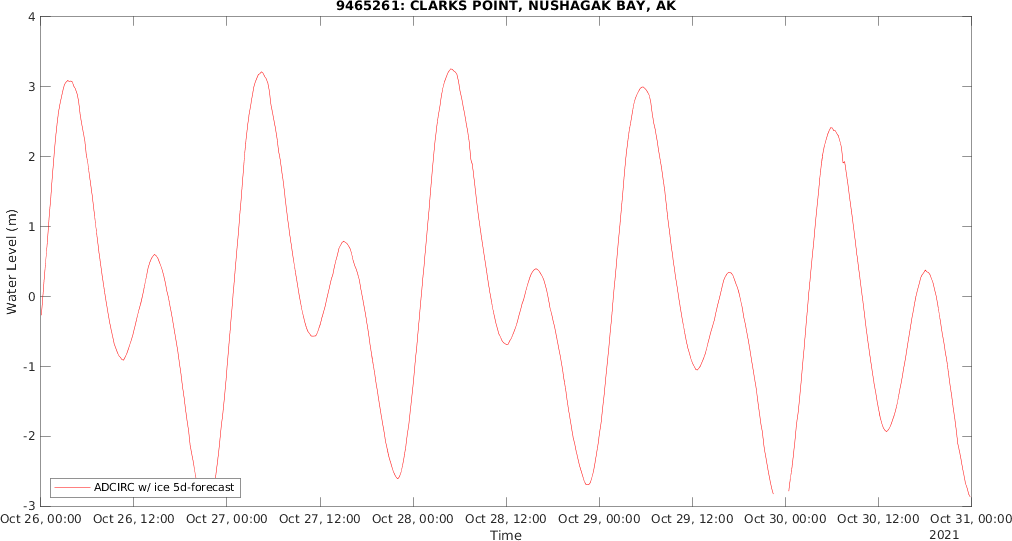 9465261: CLARKS POINT, NUSHAGAK BAY, AK
Water Level (m)
4
3
2
1
0
-1
-2
-3
ADCIRC w/ ice 5d-forecast
Oct 26, 00:00 Oct 26, 12:00 Oct 27, 00:00 Oct 27, 12:00 Oct 28, 00:00 Oct 28, 12:00 Oct 29, 00:00 Oct 29, 12:00 Oct 30, 00:00 Oct 30, 12:00 Oct 31, 00:00
Time
2021